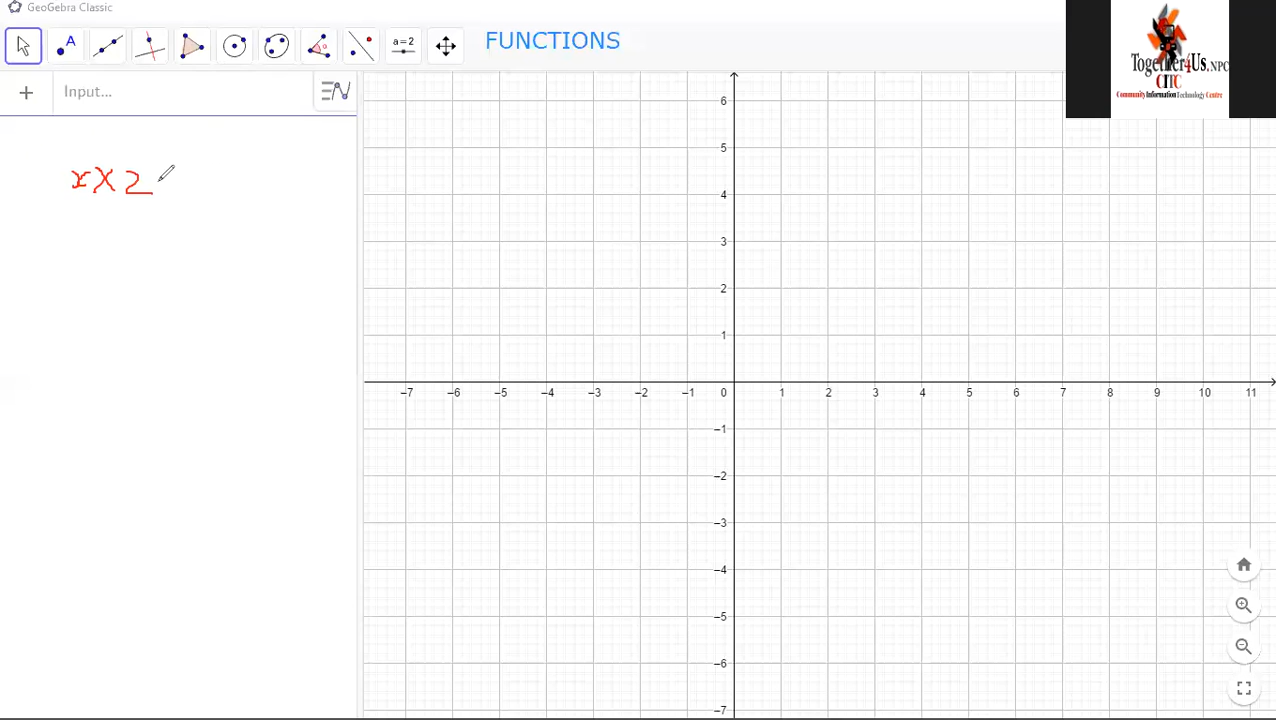 GeoGebra Classic
A
a=2
FUNCTIONS
Together4Us, NPC
CITC
Community Information Technology Centre
+ Input...
x X 2
6
5
4
3
2
1
-7 -6 -5 -4 -3 -2 -1 0 1 2 3 4 5 6 7 8 9 10 11
-1
-2
-3
-4
-5
-6
-7